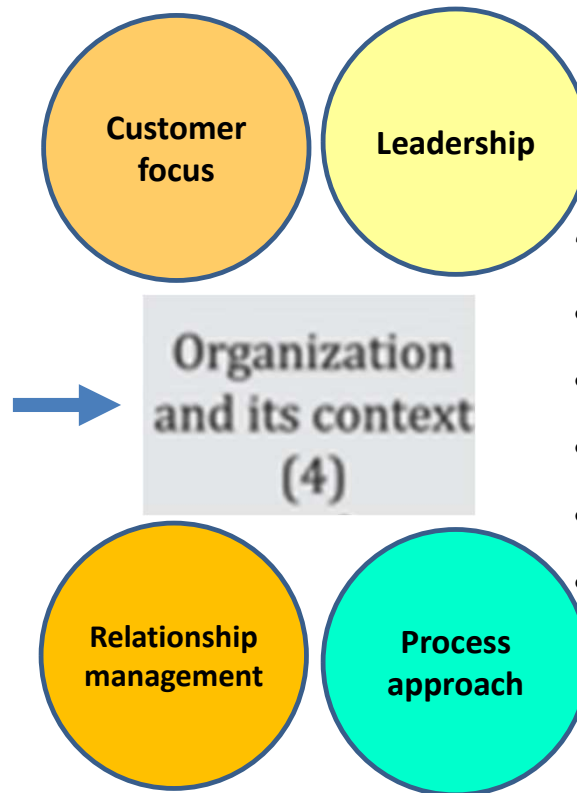 Customer
focus
Leadership
Organization
and its context
(4)
Relationship
management
Process
approach